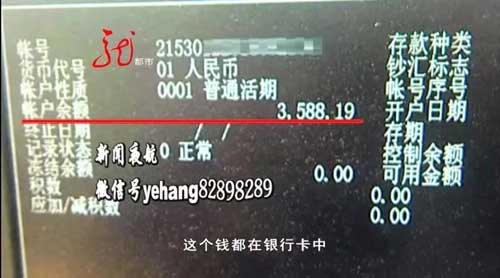 龙
都市
帐号 21530 存款种类
货币代号 01 人民币 钞汇标志
帐户性质 0001 普通活期 帐号序号
帐户余额 3,588.19 开户日期
终止日期 / / 存期
记录状态 0 正常 控制余额
冻结余额 0.00 可用金额
积数 0.00
应加/减积数 0.00
新闻夜航
微信号yehang82898289
这个钱都在银行卡中